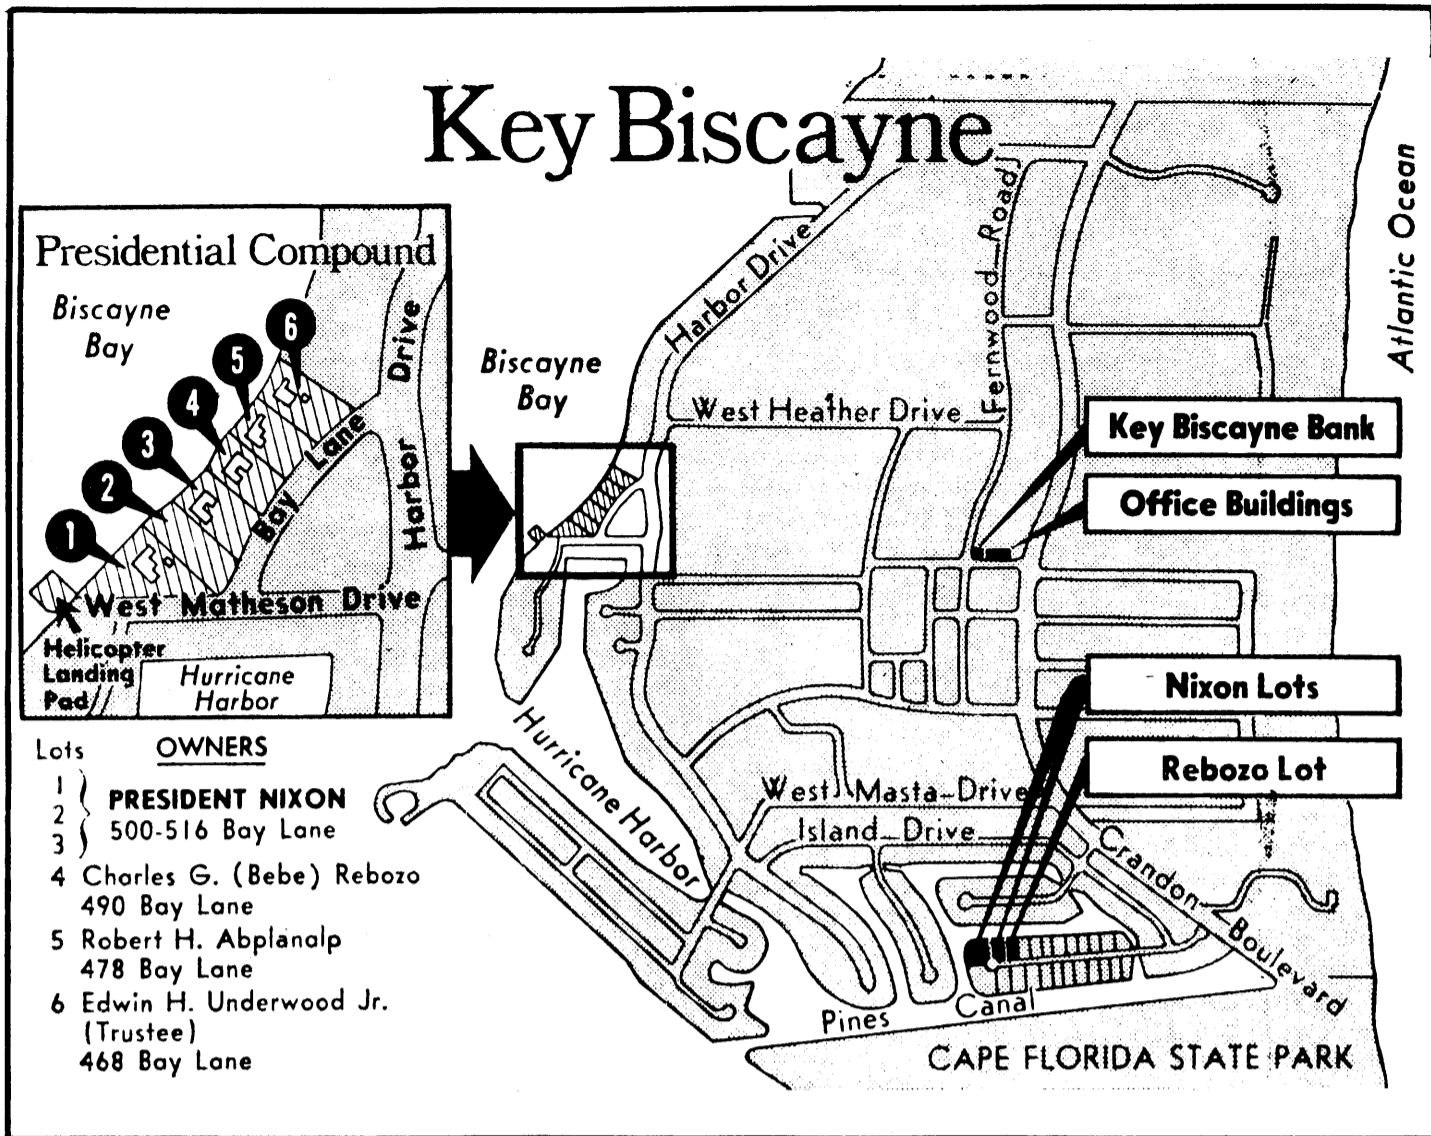 Key Biscayne
Presidential Compound
Biscayne
Bay
6
5
4
3
2
1
Bay Lane
Harbor Drive
West Matheson Drive
Helicopter
Landing
Pad
Hurricane
Harbor
Lots OWNERS
1
2
3
PRESIDENT NIXON
500-516 Bay Lane
4 Charles G. (Bebe) Rebozo
490 Bay Lane
5 Robert H. Abplanalp
478 Bay Lane
6 Edwin H. Underwood Jr.
(Trustee)
468 Bay Lane
Biscayne
Bay
Harbor Drive
Fernwood Road
West Heather Drive
Atlantic Ocean
Key Biscayne Bank
Office Buildings
Nixon Lots
Rebozo Lot
Hurricane Harbor
West Masta Drive
Island Drive
Crandon Boulevard
Pines Canal
CAPE FLORIDA STATE PARK